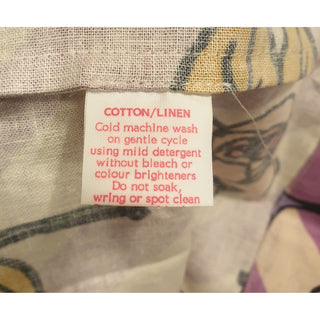 COTTON/LINEN
Cold machine wash
on gentle cycle
using mild detergent
without bleach or
colour brighteners
Do not soak,
wring or spot clean